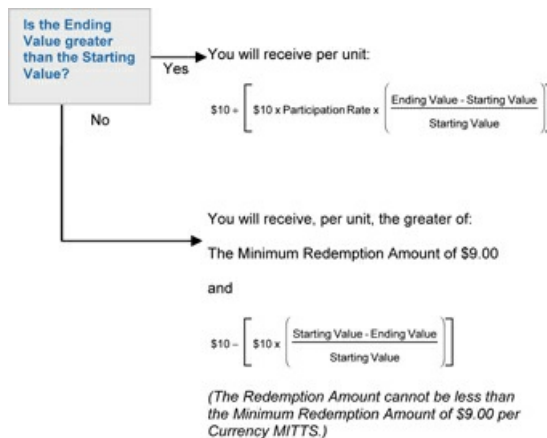 Is the Ending
Value greater
than the Starting
Value?
Yes
You will receive per unit:
$10 + [ $10 x Participation Rate x ( Ending Value - Starting Value
Starting Value ) ]
No
You will receive, per unit, the greater of:
The Minimum Redemption Amount of $9.00
and
$10 – [ $10 x ( Starting Value - Ending Value
Starting Value ) ]
(The Redemption Amount cannot be less than
the Minimum Redemption Amount of $9.00 per
Currency MITTS.)